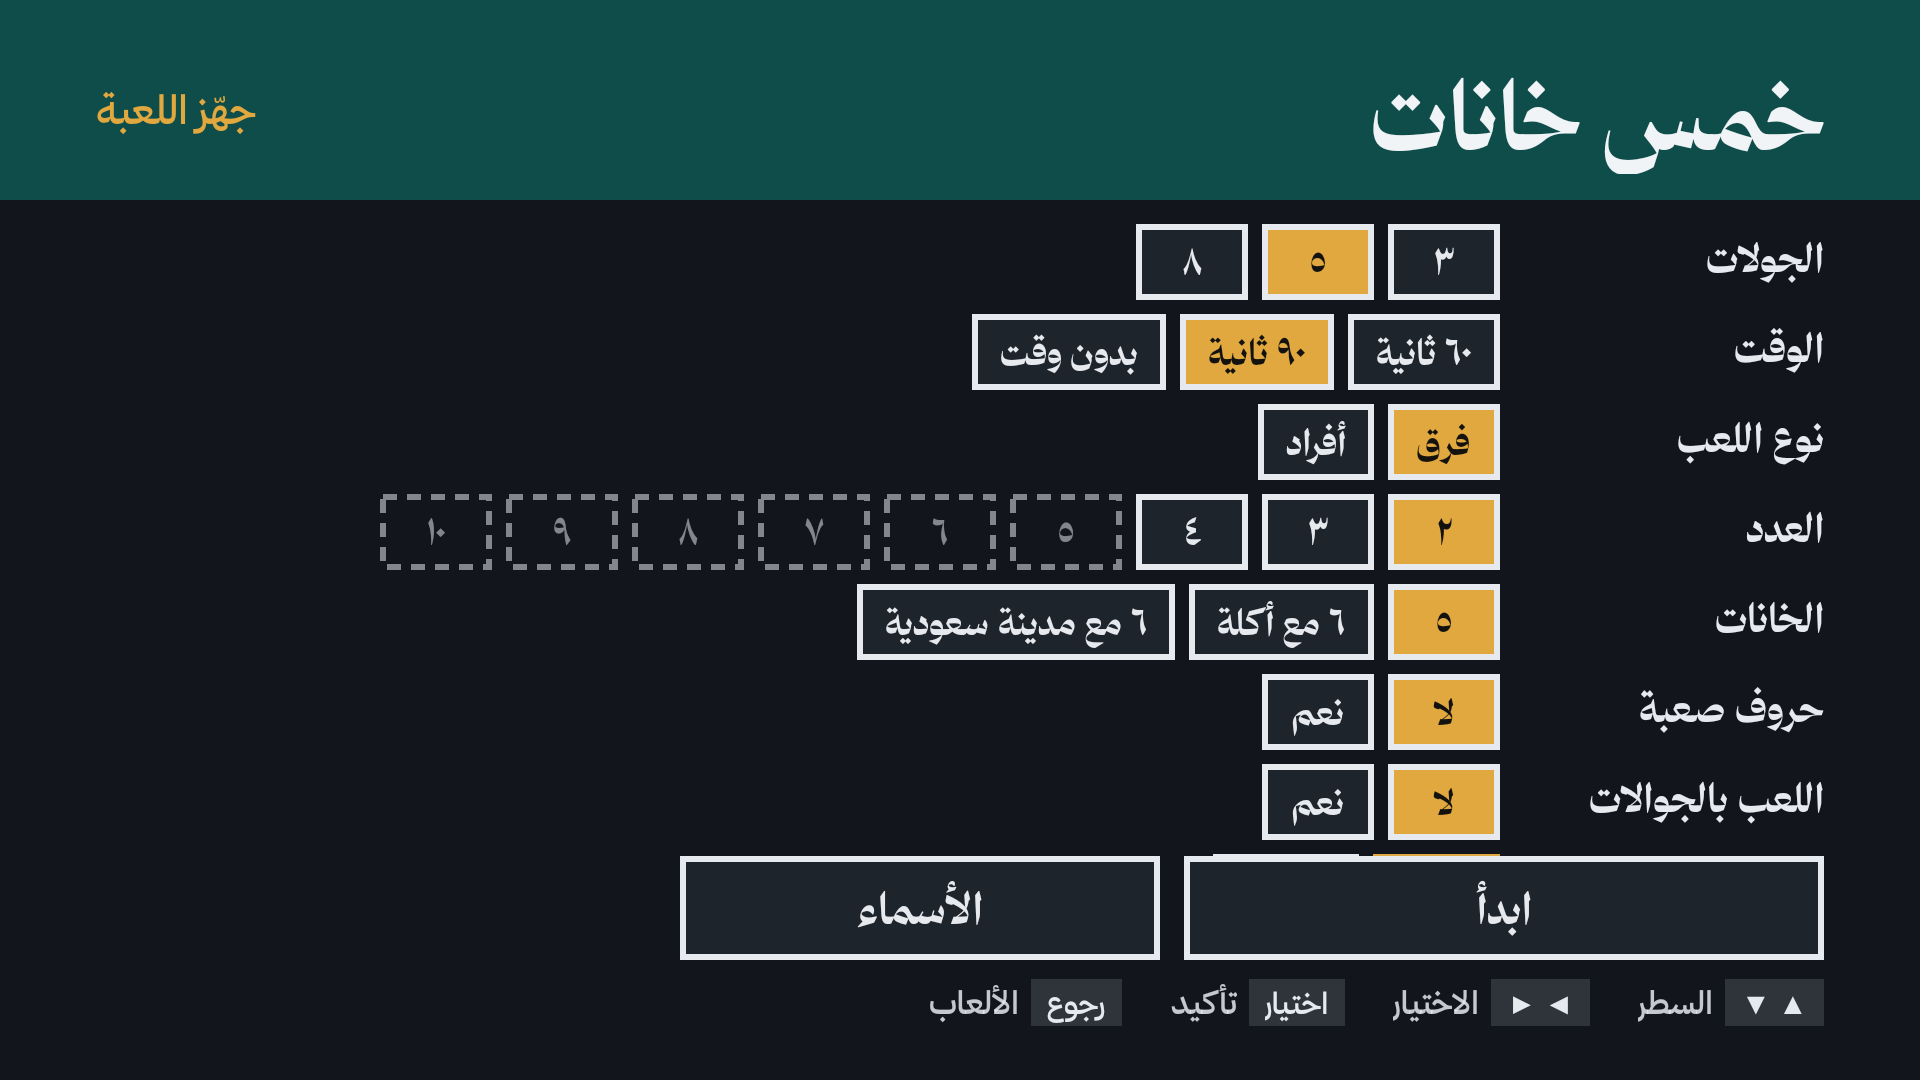 خمس خانات
جهّز اللعبة
الجولات ٣ ٥ ٨
الوقت ٦٠ ثانية ٩٠ ثانية بدون وقت
نوع اللعب فرق أفراد
العدد ٢ ٣ ٤ ٥ ٦ ٧ ٨ ٩ ١٠
الخانات ٥ ٦ مع أكلة ٦ مع مدينة سعودية
حروف صعبة لا نعم
اللعب بالجوالات لا نعم
ابدأ الأسماء
▲ ▼ السطر ◀ ▶ الاختيار اختيار تأكيد رجوع الألعاب